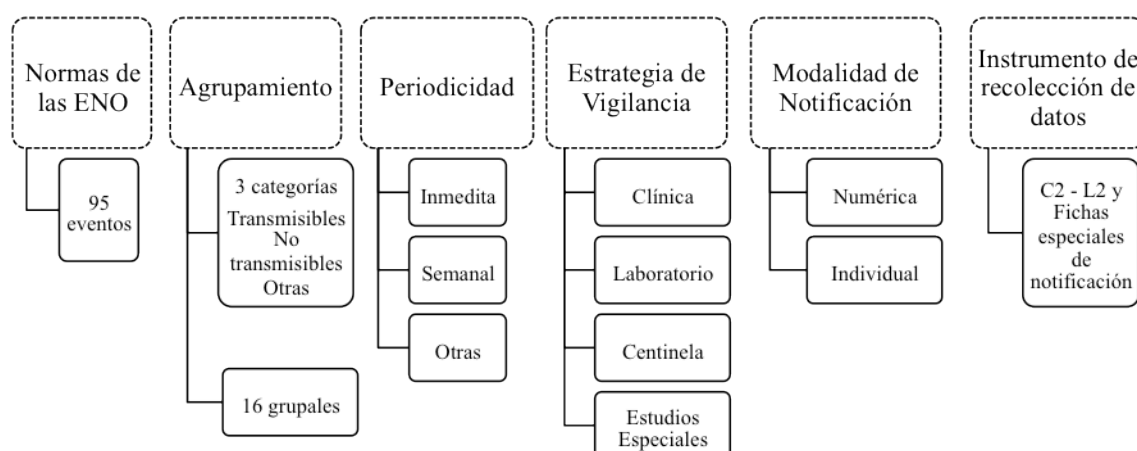 Normas de
las ENO
95
eventos
Agrupamiento
3 categorías
Transmisibles
No
transmisibles
Otras
16 grupales
Periodicidad
Inmedita
Semanal
Otras
Estrategia de
Vigilancia
Clínica
Laboratorio
Centinela
Estudios
Especiales
Modalidad de
Notificación
Numérica
Individual
Instrumento de
recolección de
datos
C2 - L2 y
Fichas
especiales
de
notificación